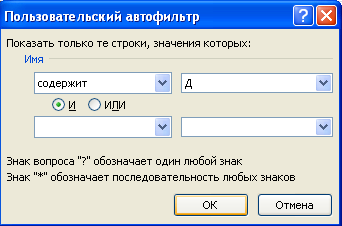 Пользовательский автофильтр
Показать только те строки, значения которых:
Имя
содержит Д
И ИЛИ
Знак вопроса "?" обозначает один любой знак
Знак "*" обозначает последовательность любых знаков
ОК Отмена